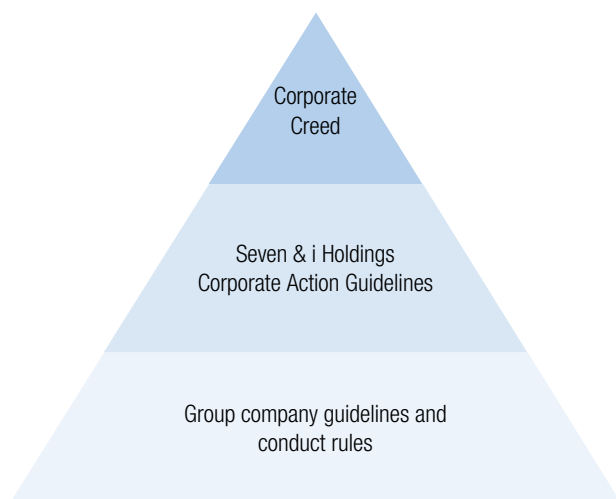 Corporate
Creed
Seven & i Holdings
Corporate Action Guidelines
Group company guidelines and
conduct rules